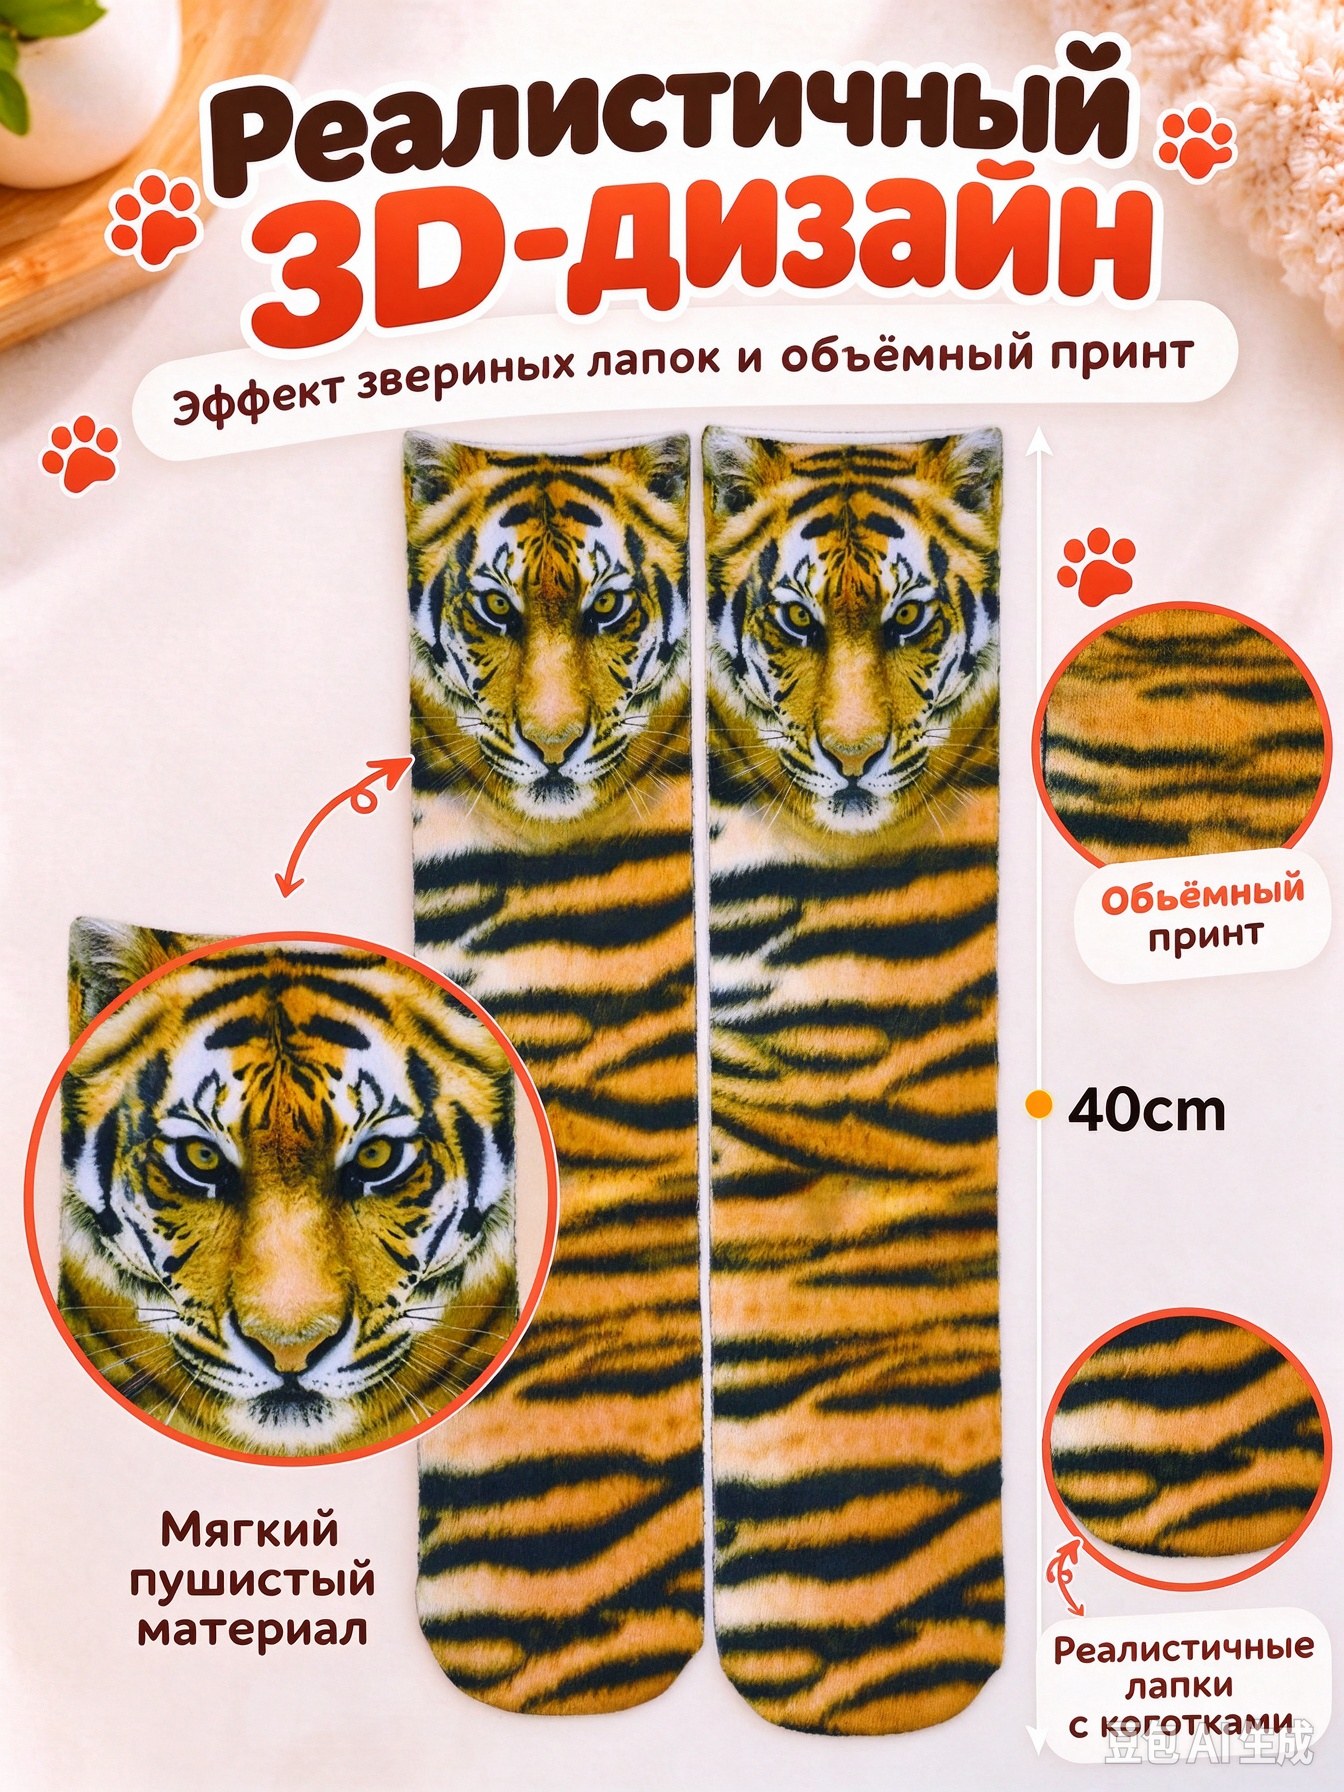 Реалистичный
3D-дизайн
Эффект звериных лапок и объёмный принт
Обьёмный
принт
40cm
Мягкий
пушистый
материал
Реалистичные
лапки
с коготками
豆包AI生成